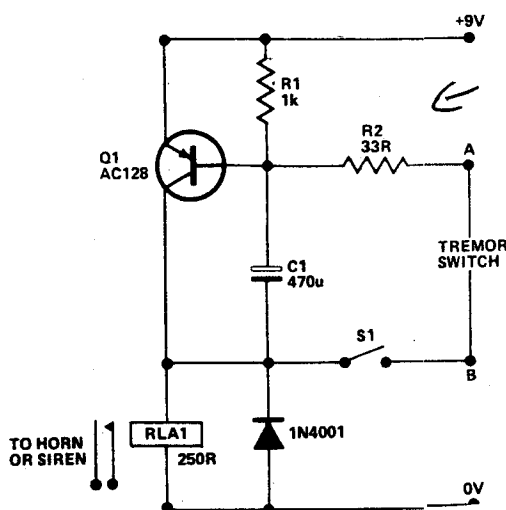 +9V
R1
1k
R2
33R
A
Q1
AC128
C1
470u
TREMOR
SWITCH
S1
B
TO HORN
OR SIREN
RLA1
250R
1N4001
0V